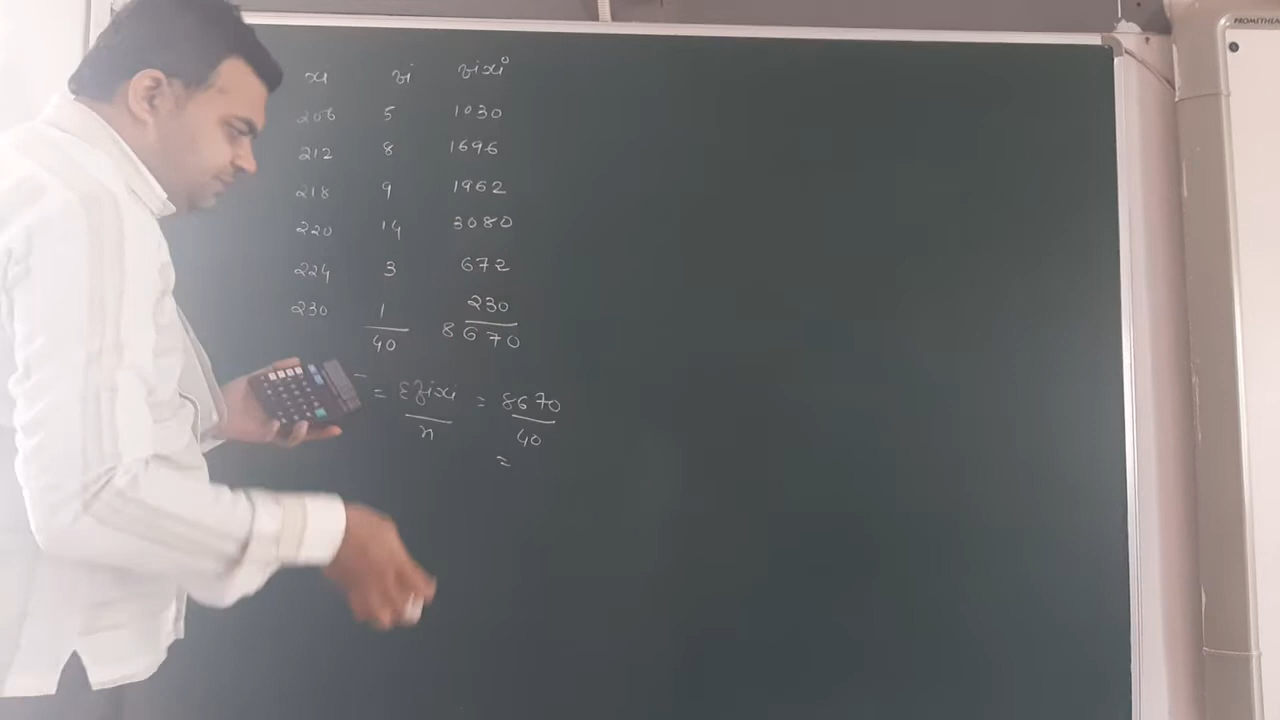 xi fi fixi
206 5 1030
212 8 1696
218 9 1962
220 14 3080
224 3 672
230 1 230
40 8670
= Σfixi / n = 8670 / 40
=
PROMETHEA